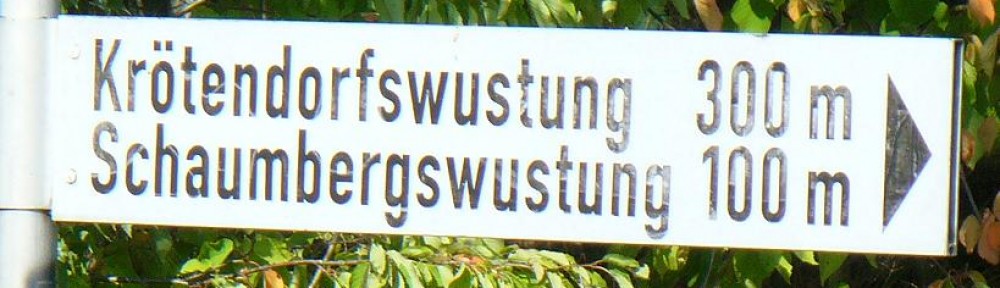 Krötendorfswustung 300 m
Schaumbergswustung 100 m